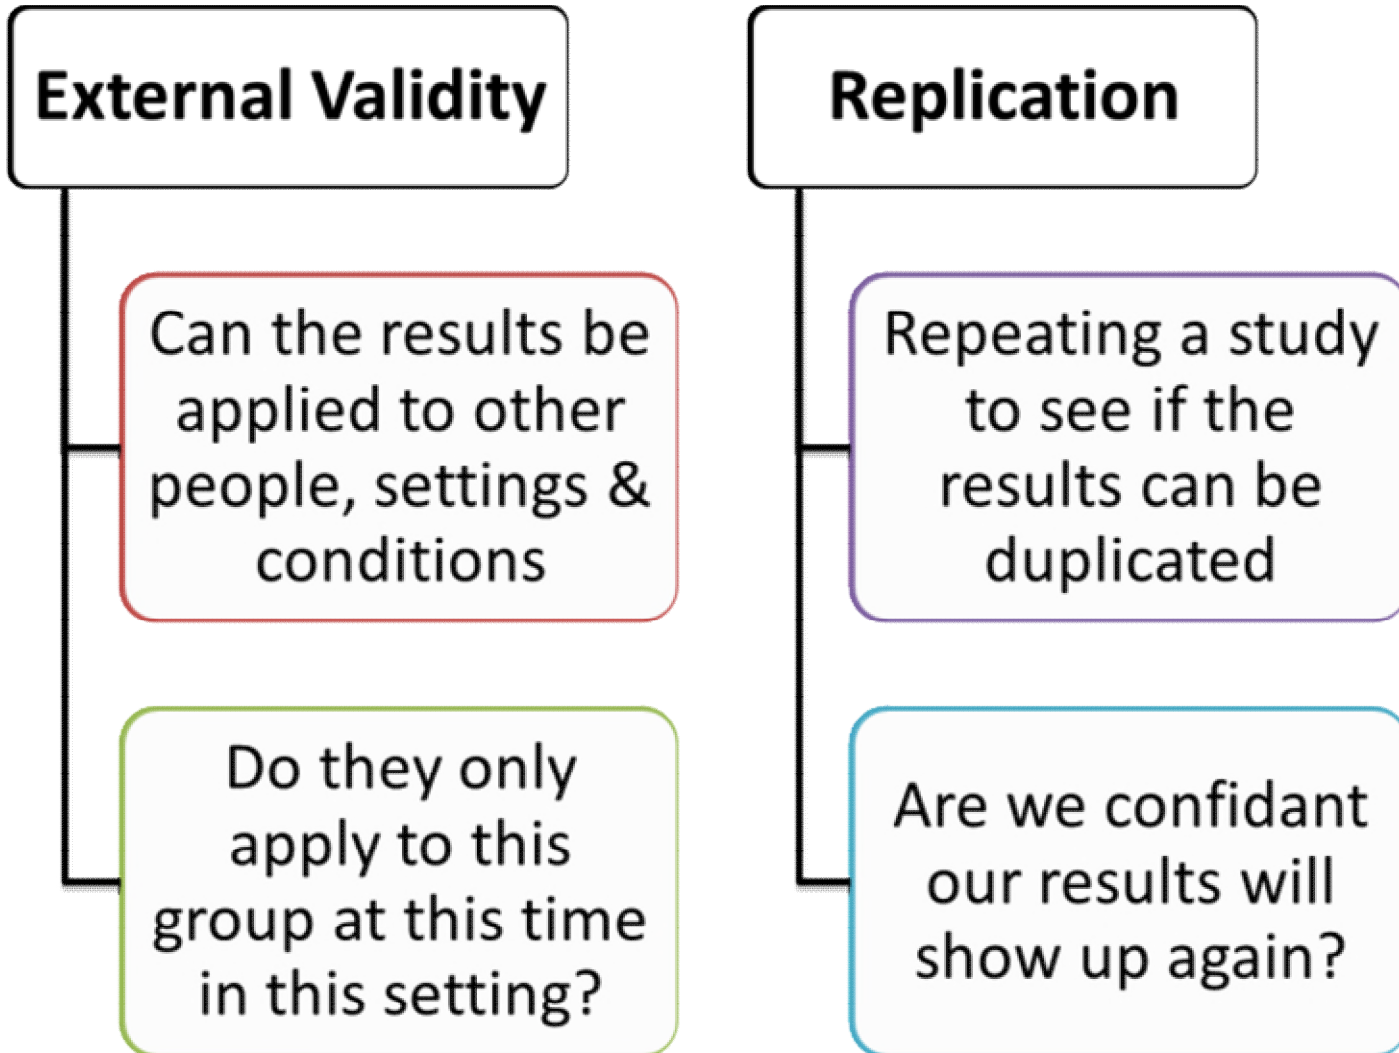 External Validity
Can the results be
applied to other
people, settings &
conditions
Do they only
apply to this
group at this time
in this setting?
Replication
Repeating a study
to see if the
results can be
duplicated
Are we confidant
our results will
show up again?